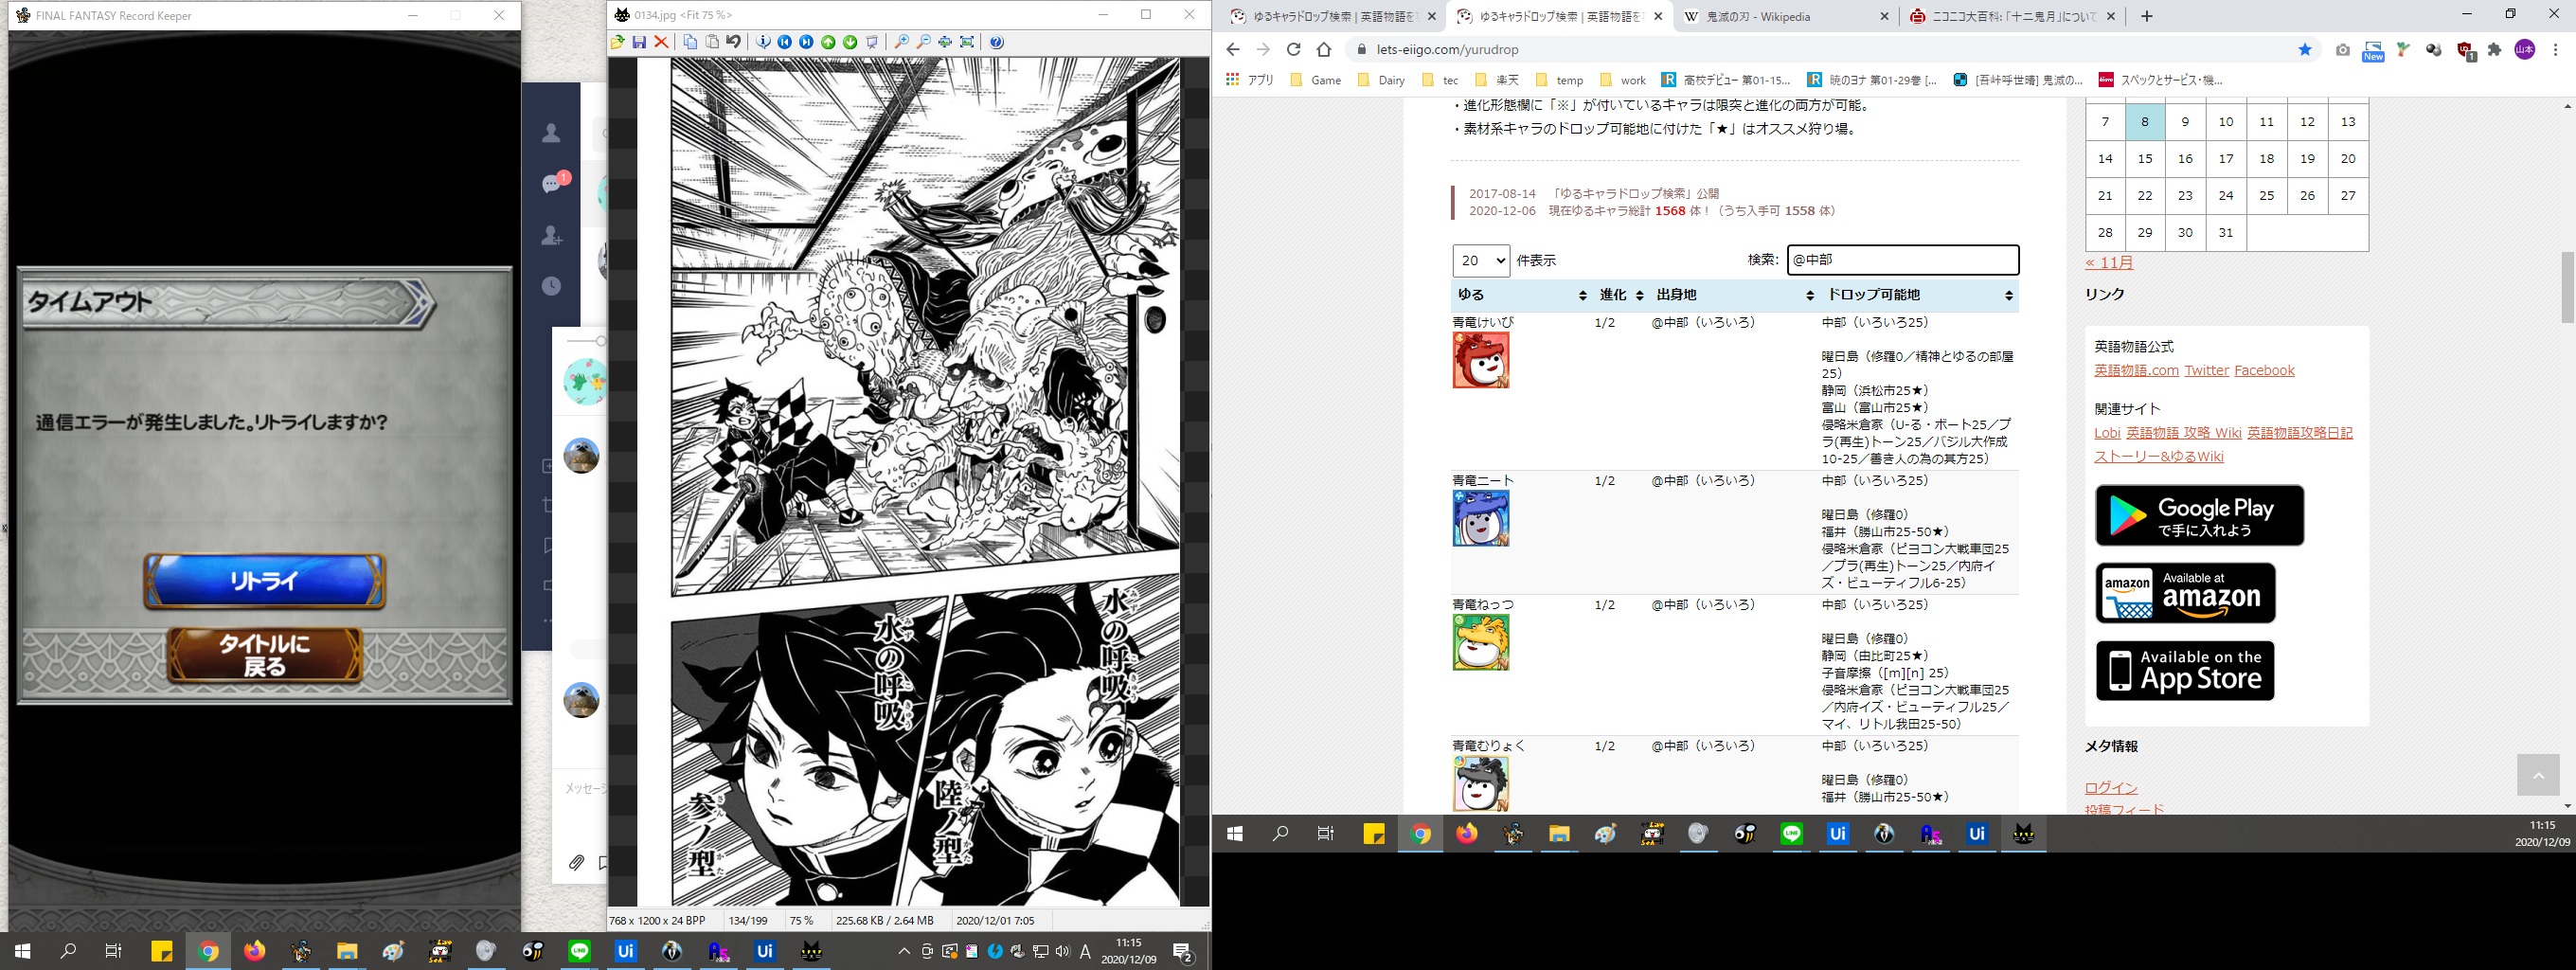 FINAL FANTASY Record Keeper
タイムアウト
通信エラーが発生しました。リトライしますか?
リトライ
タイトルに
戻る
1
メッセージ
0134.jpg <Fit 75 %>
水の呼吸
みず こきゅう
陸ノ型
ろく かた
水の呼吸
みず こきゅう
参ノ型
さん かた
768 x 1200 x 24 BPP
134/199
75 %
225.68 KB / 2.64 MB
2020/12/01 7:05
A
11:15
2020/12/09
2
ゆるキャラドロップ検索 | 英語物語を
ゆるキャラドロップ検索 | 英語物語を
鬼滅の刃 - Wikipedia
ニコニコ大百科: 「十二鬼月」について
lets-eiigo.com/yurudrop
New
1
山本
アプリ
Game
Dairy
tec
楽天
temp
work
高校デビュー 第01-15...
暁のヨナ 第01-29巻 [...
[吾峠呼世晴] 鬼滅の...
スペックとサービス・機...
・進化形態欄に「※」が付いているキャラは限突と進化の両方が可能。
・素材系キャラのドロップ可能地に付けた「★」はオススメ狩り場。
2017-08-14 「ゆるキャラドロップ検索」公開
2020-12-06 現在ゆるキャラ総計 1568 体！（うち入手可 1558 体）
20 件表示
検索: @中部
ゆる 進化 出身地 ドロップ可能地
青竜けいび 1/2 @中部（いろいろ） 中部（いろいろ25）
曜日島（修羅0／精神とゆるの部屋
25）
静岡（浜松市25★）
富山（富山市25★）
侵略米倉家（U-る・ボート25／プ
ラ(再生)トーン25／バジル大作成
10-25／善き人の為の其方25）
青竜ニート 1/2 @中部（いろいろ） 中部（いろいろ25）
曜日島（修羅0）
福井（勝山市25-50★）
侵略米倉家（ピヨコン大戦車団25
／プラ(再生)トーン25／内府イ
ズ・ビューティフル6-25）
青竜ねっつ 1/2 @中部（いろいろ） 中部（いろいろ25）
曜日島（修羅0）
静岡（由比町25★）
子音摩擦（[m][n] 25）
侵略米倉家（ピヨコン大戦車団25
／内府イズ・ビューティフル25／
マイ、リトル我田25-50）
青竜むりょく 1/2 @中部（いろいろ） 中部（いろいろ25）
曜日島（修羅0）
福井（勝山市25-50★）
7 8 9 10 11 12 13
14 15 16 17 18 19 20
21 22 23 24 25 26 27
28 29 30 31
« 11月
リンク
英語物語公式
英語物語.com Twitter Facebook
関連サイト
Lobi 英語物語 攻略 Wiki 英語物語攻略日記
ストーリー&ゆるWiki
Google Play
で手に入れよう
amazon
Available at
amazon
Available on the
App Store
メタ情報
ログイン
投稿フィード
11:15
2020/12/09